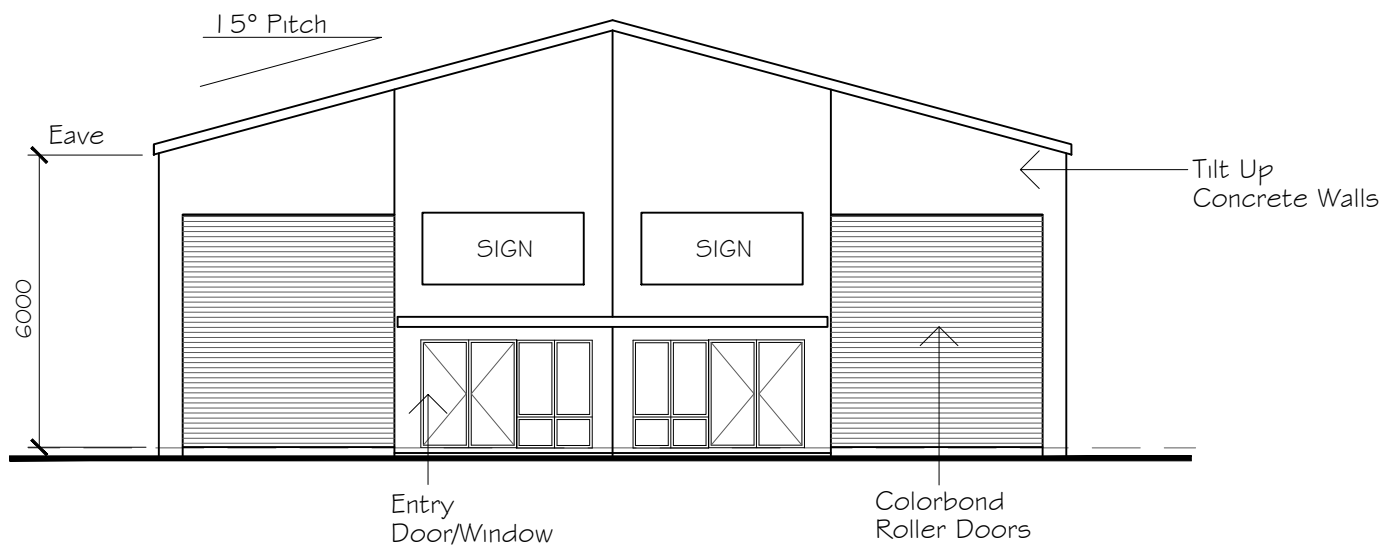 15° Pitch
Eave
Tilt Up
Concrete Walls
SIGN
SIGN
6000
Entry
Door/Window
Colorbond
Roller Doors